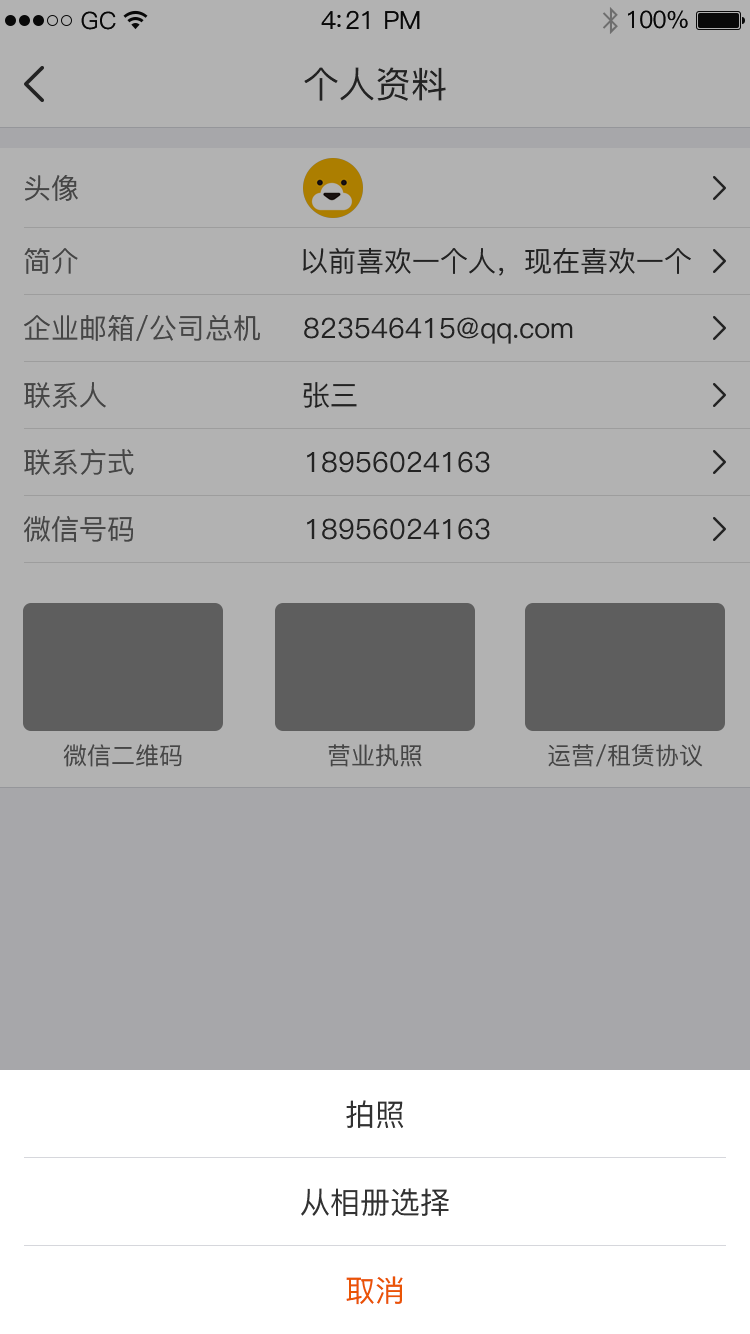 GC 4:21 PM 100%
个人资料
头像
简介 以前喜欢一个人，现在喜欢一个
企业邮箱/公司总机 823546415@qq.com
联系人 张三
联系方式 18956024163
微信号码 18956024163
微信二维码 营业执照 运营/租赁协议
拍照
从相册选择
取消